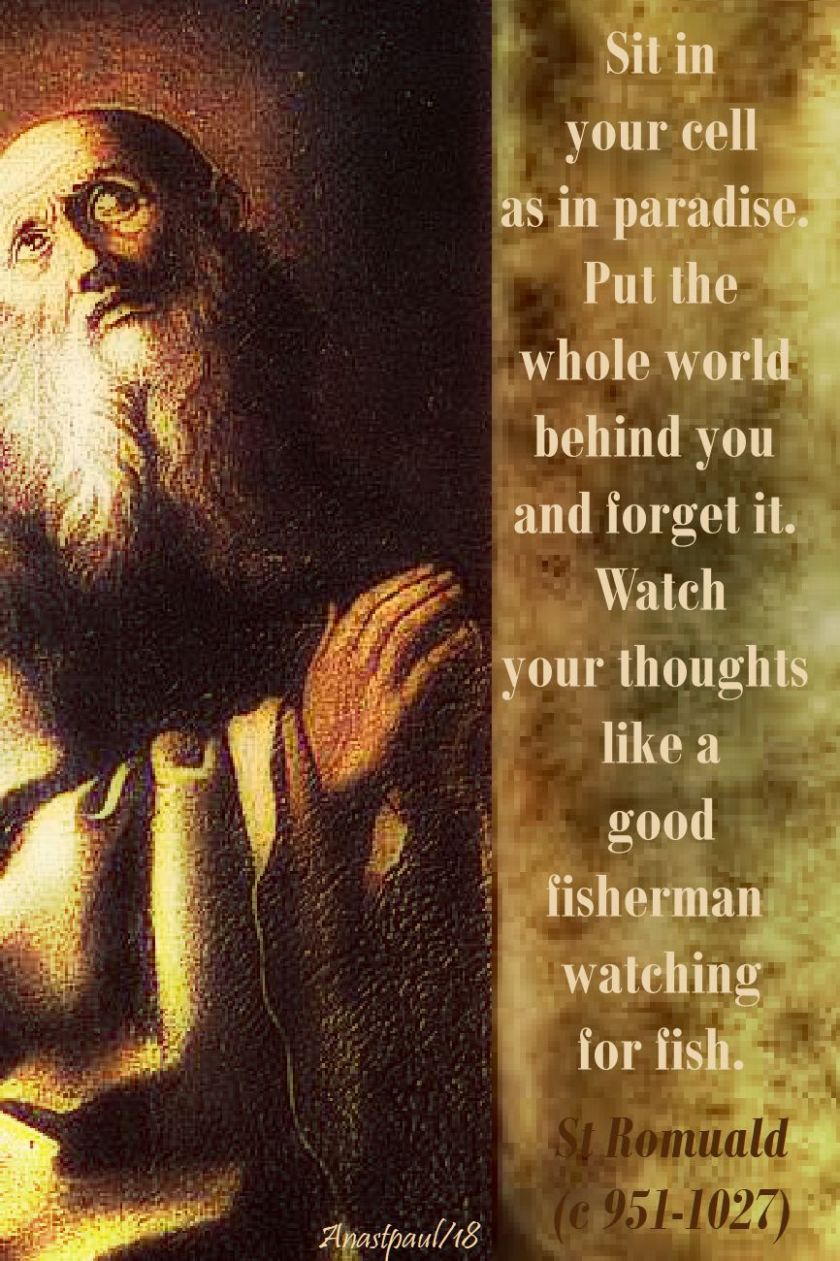 Sit in
your cell
as in paradise.
Put the
whole world
behind you
and forget it.
Watch
your thoughts
like a
good
fisherman
watching
for fish.
St Romuald
(c 951-1027)
Anastpaul/18